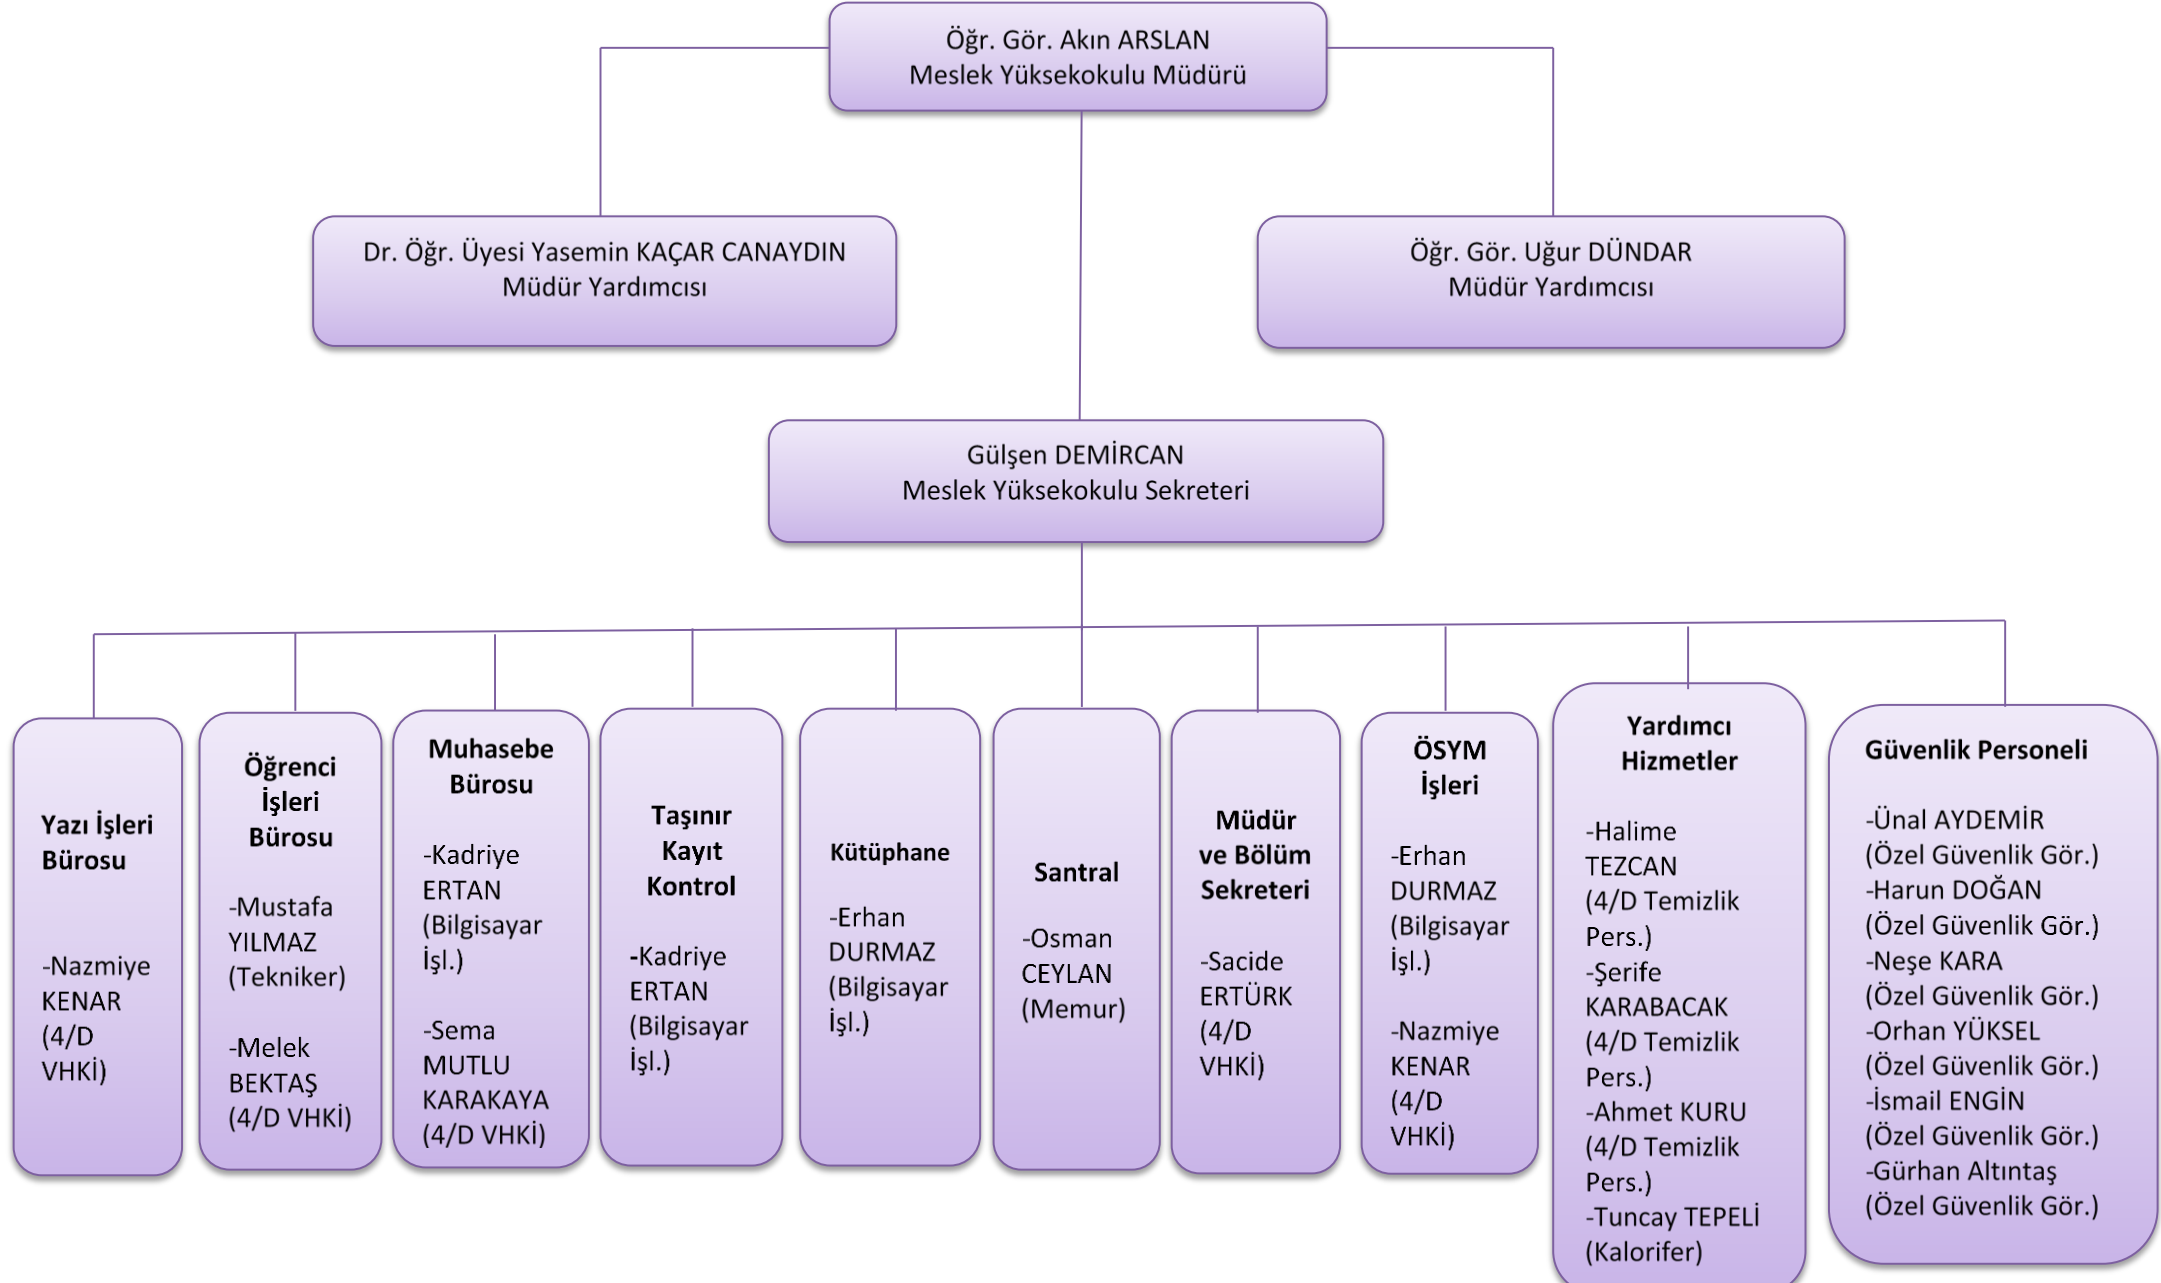 Öğr. Gör. Akın ARSLAN
Meslek Yüksekokulu Müdürü
Dr. Öğr. Üyesi Yasemin KAÇAR CANAYDIN
Müdür Yardımcısı
Öğr. Gör. Uğur DÜNDAR
Müdür Yardımcısı
Gülşen DEMİRCAN
Meslek Yüksekokulu Sekreteri
Yazı İşleri
Bürosu
-Nazmiye
KENAR
(4/D
VHKİ)
Öğrenci
İşleri
Bürosu
-Mustafa
YILMAZ
(Tekniker)
-Melek
BEKTAŞ
(4/D VHKİ)
Muhasebe
Bürosu
-Kadriye
ERTAN
(Bilgisayar
İşl.)
-Sema
MUTLU
KARAKAYA
(4/D VHKİ)
Taşınır
Kayıt
Kontrol
-Kadriye
ERTAN
(Bilgisayar
İşl.)
Kütüphane
-Erhan
DURMAZ
(Bilgisayar
İşl.)
Santral
-Osman
CEYLAN
(Memur)
Müdür
ve Bölüm
Sekreteri
-Sacide
ERTÜRK
(4/D
VHKİ)
ÖSYM
İşleri
-Erhan
DURMAZ
(Bilgisayar
İşl.)
-Nazmiye
KENAR
(4/D
VHKİ)
Yardımcı
Hizmetler
-Halime
TEZCAN
(4/D Temizlik
Pers.)
-Şerife
KARABACAK
(4/D Temizlik
Pers.)
-Ahmet KURU
(4/D Temizlik
Pers.)
-Tuncay TEPELİ
(Kalorifer)
Güvenlik Personeli
-Ünal AYDEMİR
(Özel Güvenlik Gör.)
-Harun DOĞAN
(Özel Güvenlik Gör.)
-Neşe KARA
(Özel Güvenlik Gör.)
-Orhan YÜKSEL
(Özel Güvenlik Gör.)
-İsmail ENGİN
(Özel Güvenlik Gör.)
-Gürhan Altıntaş
(Özel Güvenlik Gör.)